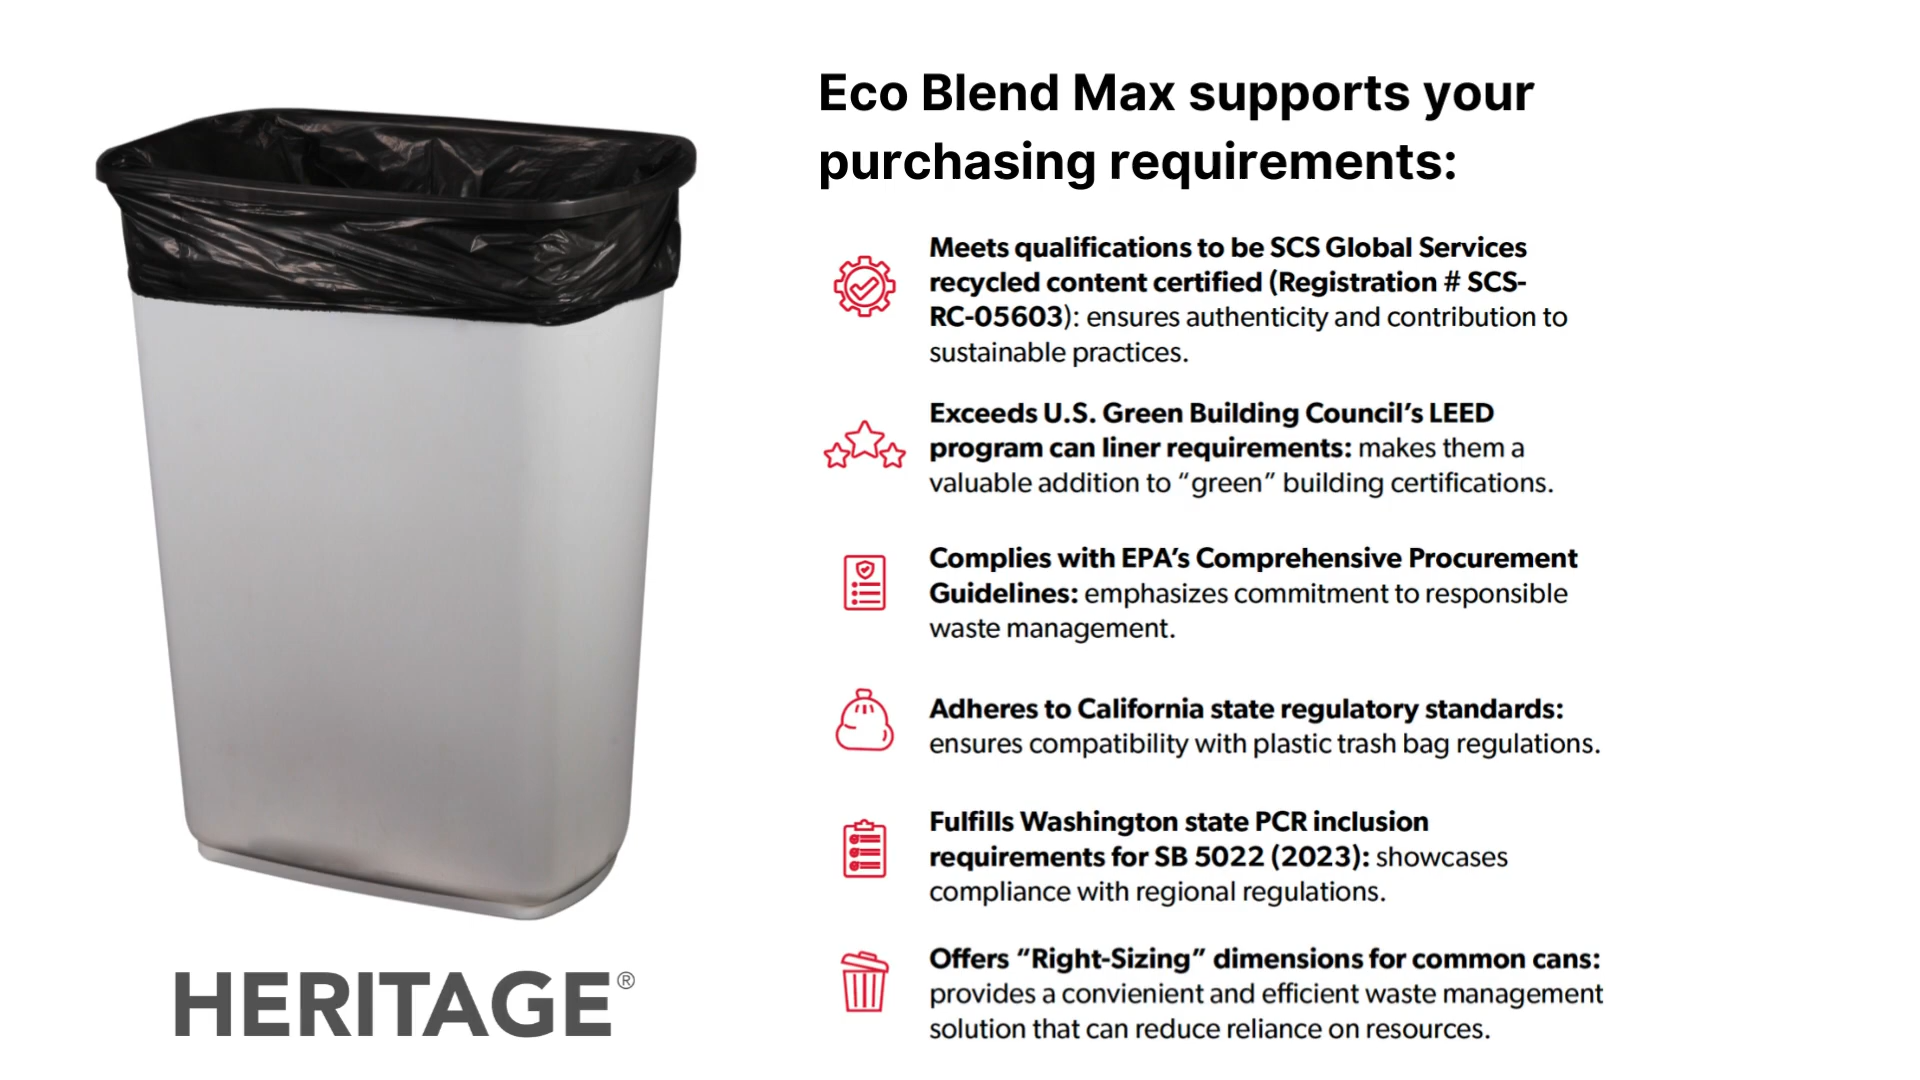 Eco Blend Max supports your
purchasing requirements:
Meets qualifications to be SCS Global Services
recycled content certified (Registration # SCS-
RC-05603): ensures authenticity and contribution to
sustainable practices.
Exceeds U.S. Green Building Council’s LEED
program can liner requirements: makes them a
valuable addition to “green” building certifications.
Complies with EPA’s Comprehensive Procurement
Guidelines: emphasizes commitment to responsible
waste management.
Adheres to California state regulatory standards:
ensures compatibility with plastic trash bag regulations.
Fulfills Washington state PCR inclusion
requirements for SB 5022 (2023): showcases
compliance with regional regulations.
Offers “Right-Sizing” dimensions for common cans:
provides a convienient and efficient waste management
solution that can reduce reliance on resources.
HERITAGE®